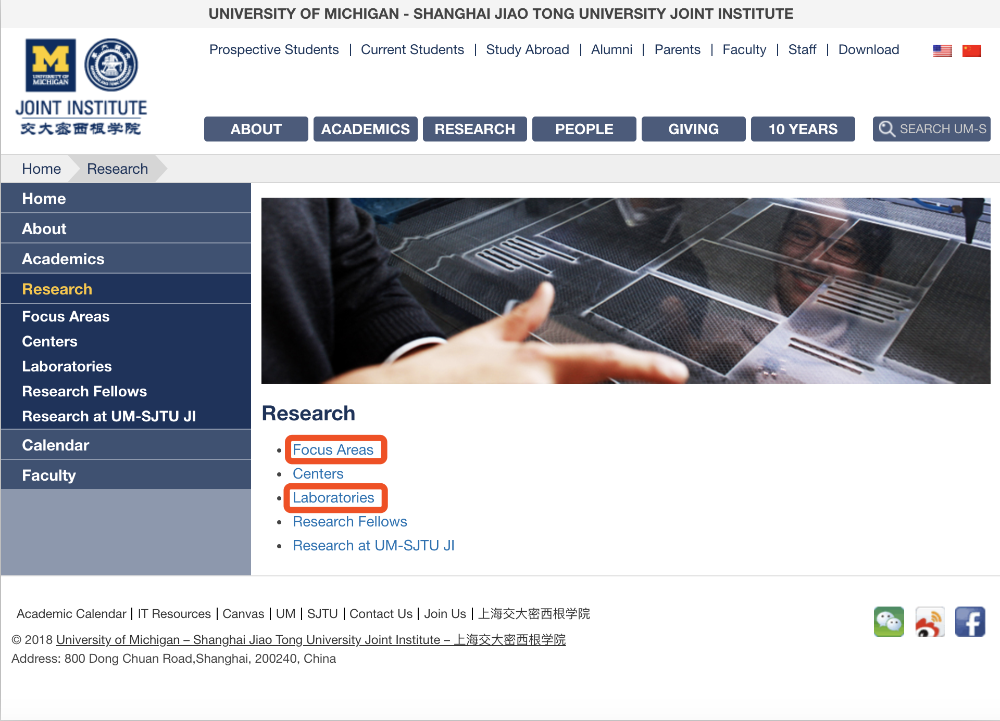 UNIVERSITY OF MICHIGAN - SHANGHAI JIAO TONG UNIVERSITY JOINT INSTITUTE
Prospective Students | Current Students | Study Abroad | Alumni | Parents | Faculty | Staff | Download
M
UNIVERSITY OF
MICHIGAN
JOINT INSTITUTE
交大密西根学院
ABOUT ACADEMICS RESEARCH PEOPLE GIVING 10 YEARS SEARCH UM-S
Home Research
Home
About
Academics
Research
Focus Areas
Centers
Laboratories
Research Fellows
Research at UM-SJTU JI
Calendar
Faculty
Research
• Focus Areas
• Centers
• Laboratories
• Research Fellows
• Research at UM-SJTU JI
Academic Calendar | IT Resources | Canvas | UM | SJTU | Contact Us | Join Us | 上海交大密西根学院
© 2018 University of Michigan – Shanghai Jiao Tong University Joint Institute – 上海交大密西根学院
Address: 800 Dong Chuan Road,Shanghai, 200240, China